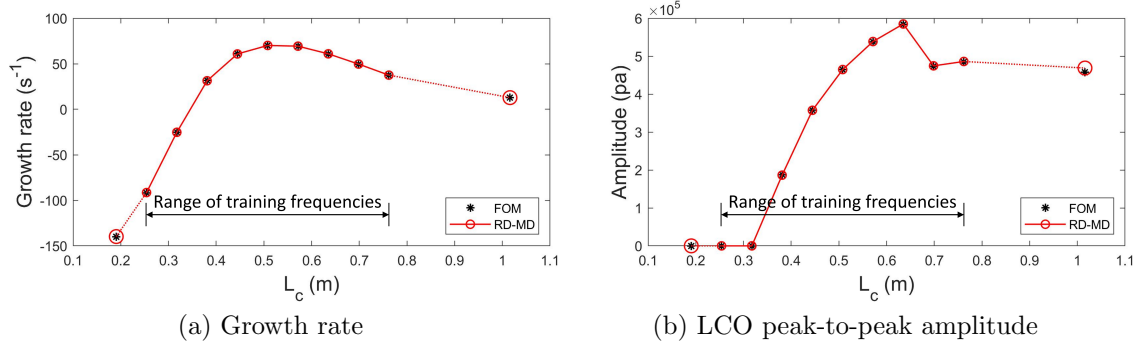 100
50
0
-50
-100
-150
Growth rate (s⁻¹)
Range of training frequencies
FOM
RD-MD
0.1 0.2 0.3 0.4 0.5 0.6 0.7 0.8 0.9 1 1.1
L_c (m)
(a) Growth rate
×10⁵
6
5
4
3
2
1
0
Amplitude (pa)
Range of training frequencies
FOM
RD-MD
0.1 0.2 0.3 0.4 0.5 0.6 0.7 0.8 0.9 1 1.1
L_c (m)
(b) LCO peak-to-peak amplitude